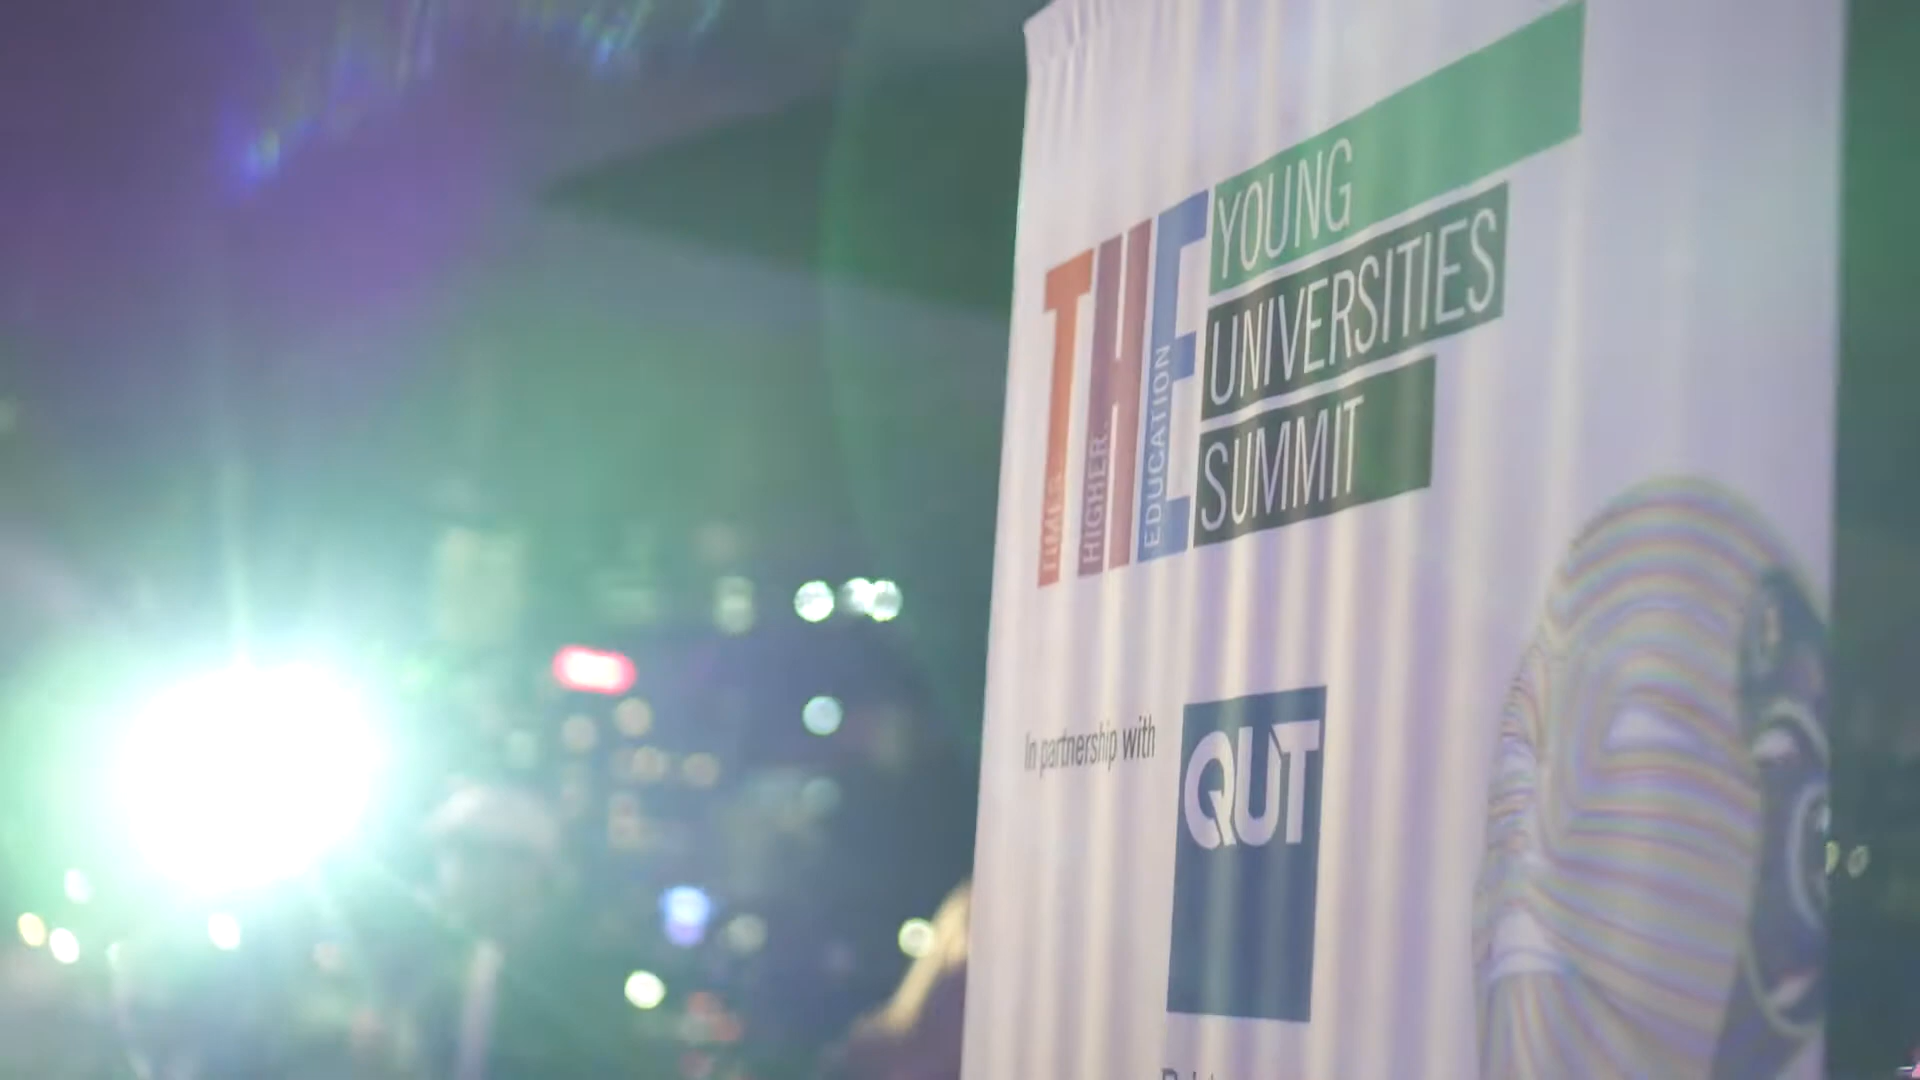 TIMES
HIGHER
EDUCATION
THE
YOUNG
UNIVERSITIES
SUMMIT
In partnership with
QUT